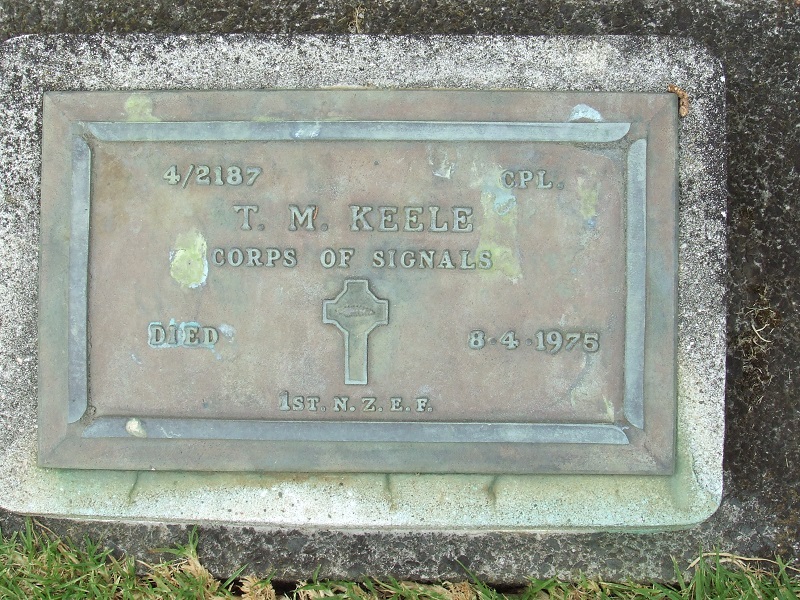 4/2187 CPL.
T. M. KEELE
CORPS OF SIGNALS
DIED 8·4·1975
1ST. N. Z. E. F.